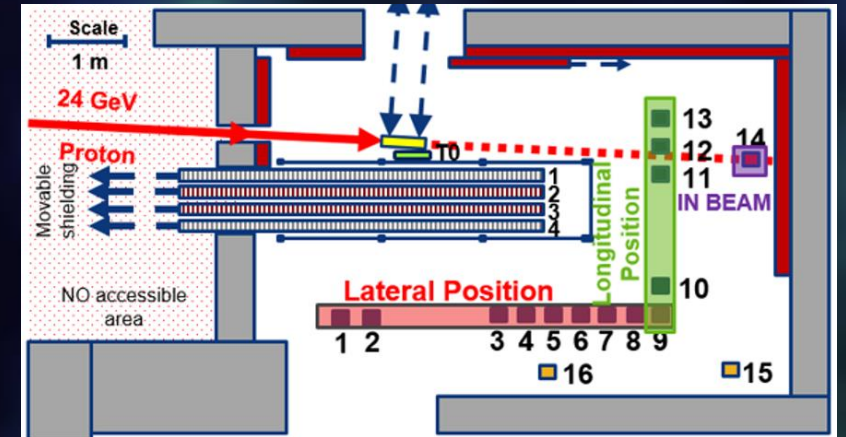 Scale
1 m
24 GeV
Proton
Movable
shielding
NO accessible
area
T0
1
2
3
4
Lateral Position
1 2 3 4 5 6 7 8 9
Longitudinal
Position
13
12
11
10
14
IN BEAM
16
15